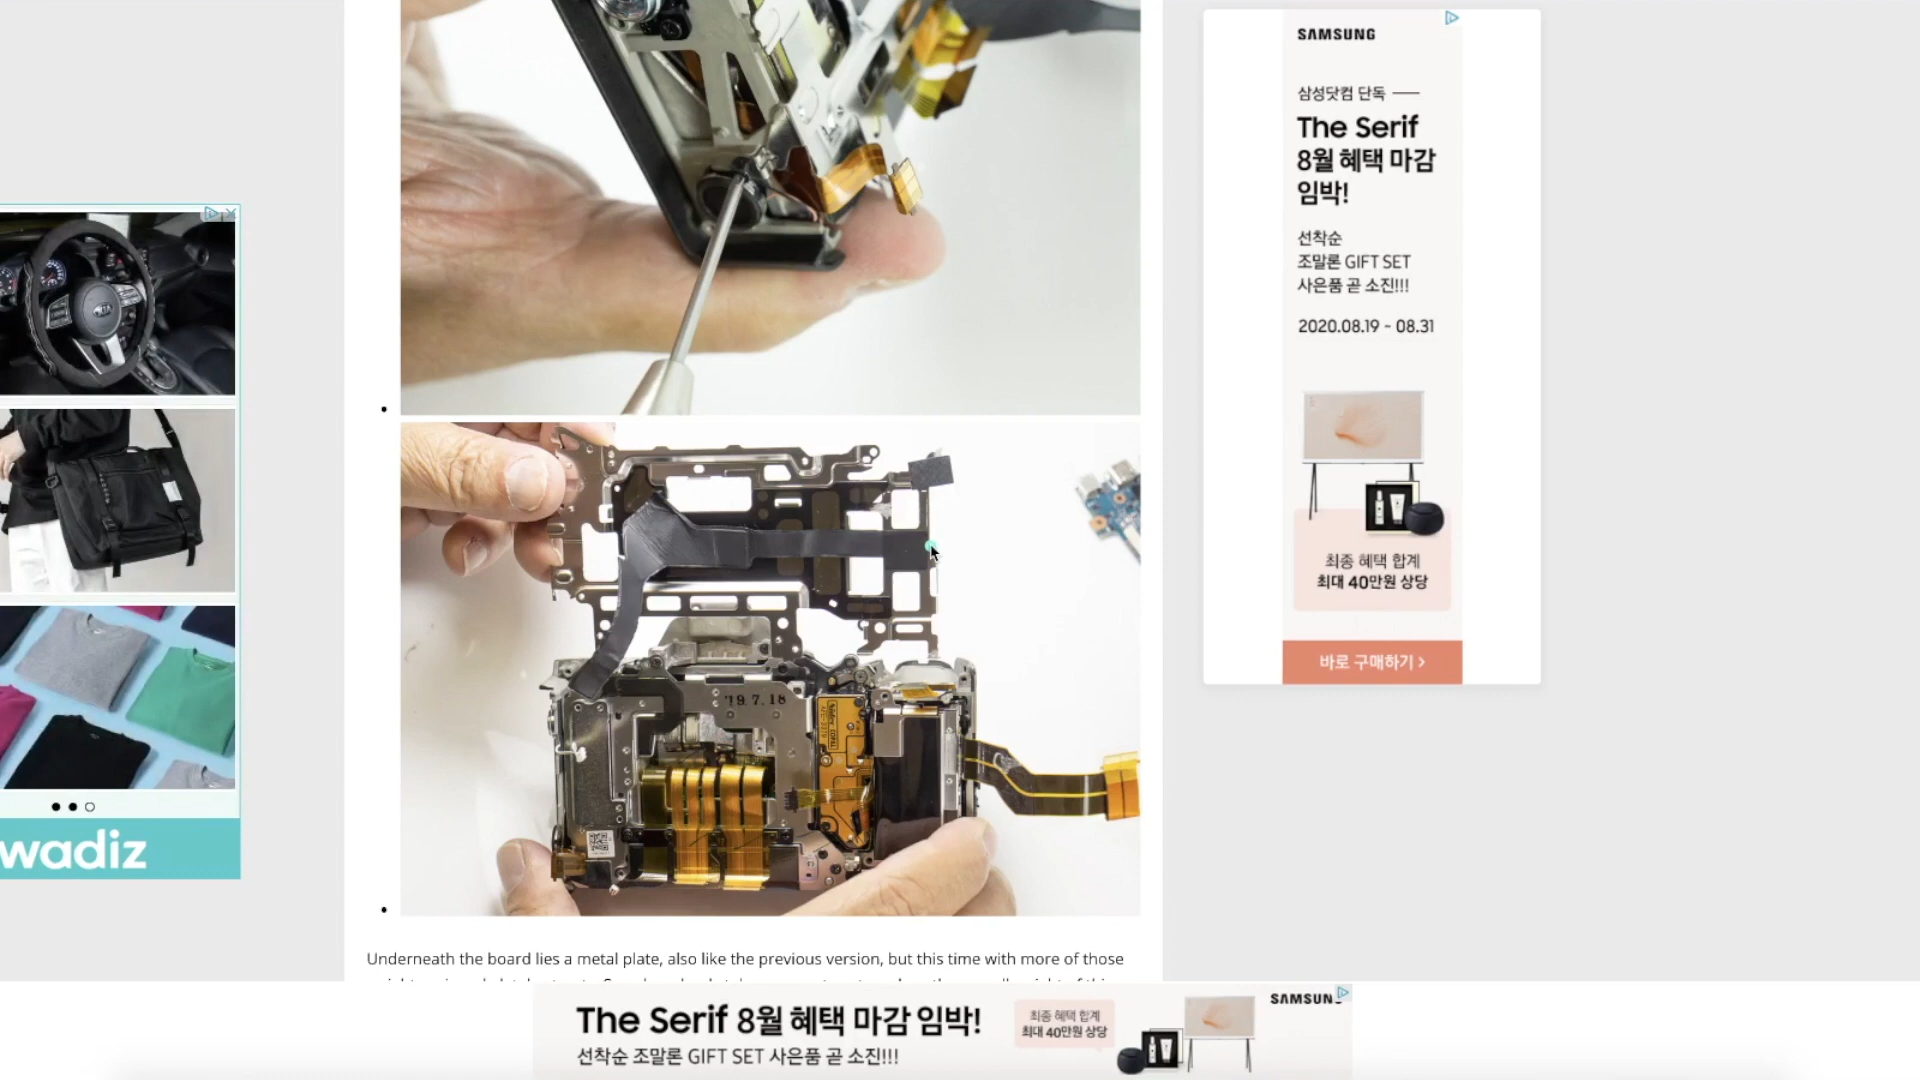 SAMSUNG
삼성닷컴 단독
The Serif
8월 혜택 마감
임박!
선착순
조말론 GIFT SET
사은품 곧 소진!!!
2020.08.19 - 08.31
최종 혜택 합계
최대 40만원 상당
바로 구매하기 >
KIA
wadiz
'19.7.18
Underneath the board lies a metal plate, also like the previous version, but this time with more of those
The Serif 8월 혜택 마감 임박!
선착순 조말론 GIFT SET 사은품 곧 소진!!!
최종 혜택 합계
최대 40만원 상당
SAMSUN